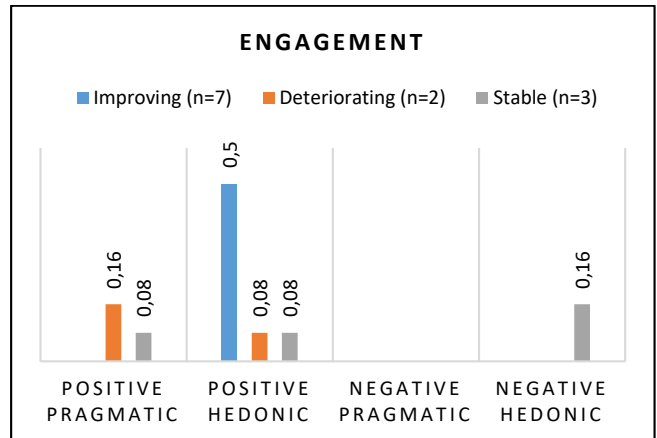 ENGAGEMENT
Improving (n=7) Deteriorating (n=2) Stable (n=3)
0,16
0,08
0,5
0,08
0,08
0,16
POSITIVE PRAGMATIC
POSITIVE HEDONIC
NEGATIVE PRAGMATIC
NEGATIVE HEDONIC